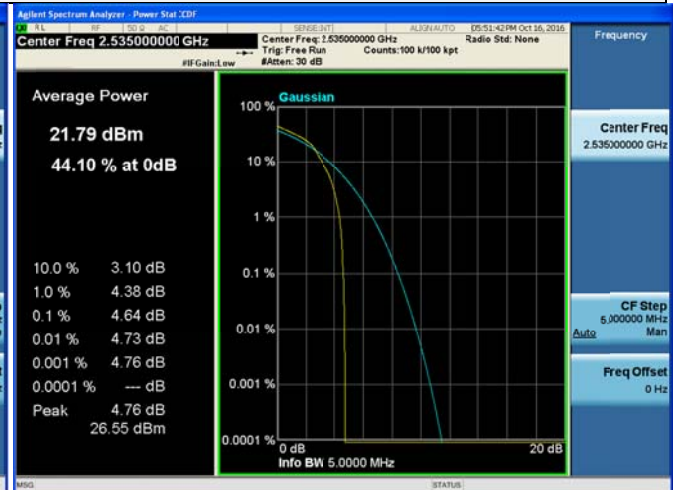 Agilent Spectrum Analyzer - Power Stat CCDF
RL RF 50 Ω AC SENSE:INT ALIGN AUTO 05:51:42 PM Oct 16, 2016
Center Freq 2.535000000 GHz
Center Freq: 2.535000000 GHz
Radio Std: None
Trig: Free Run Counts:100 k/100 kpt
#IFGain:Low #Atten: 30 dB
Frequency
Average Power
21.79 dBm
44.10 % at 0dB
10.0 % 3.10 dB
1.0 % 4.38 dB
0.1 % 4.64 dB
0.01 % 4.73 dB
0.001 % 4.76 dB
0.0001 % --- dB
Peak 4.76 dB
26.55 dBm
Gaussian
100 %
10 %
1 %
0.1 %
0.01 %
0.001 %
0.0001 %
0 dB 20 dB
Info BW 5.0000 MHz
Center Freq
2.535000000 GHz
CF Step
5.000000 MHz
Auto Man
Freq Offset
0 Hz
MSG STATUS